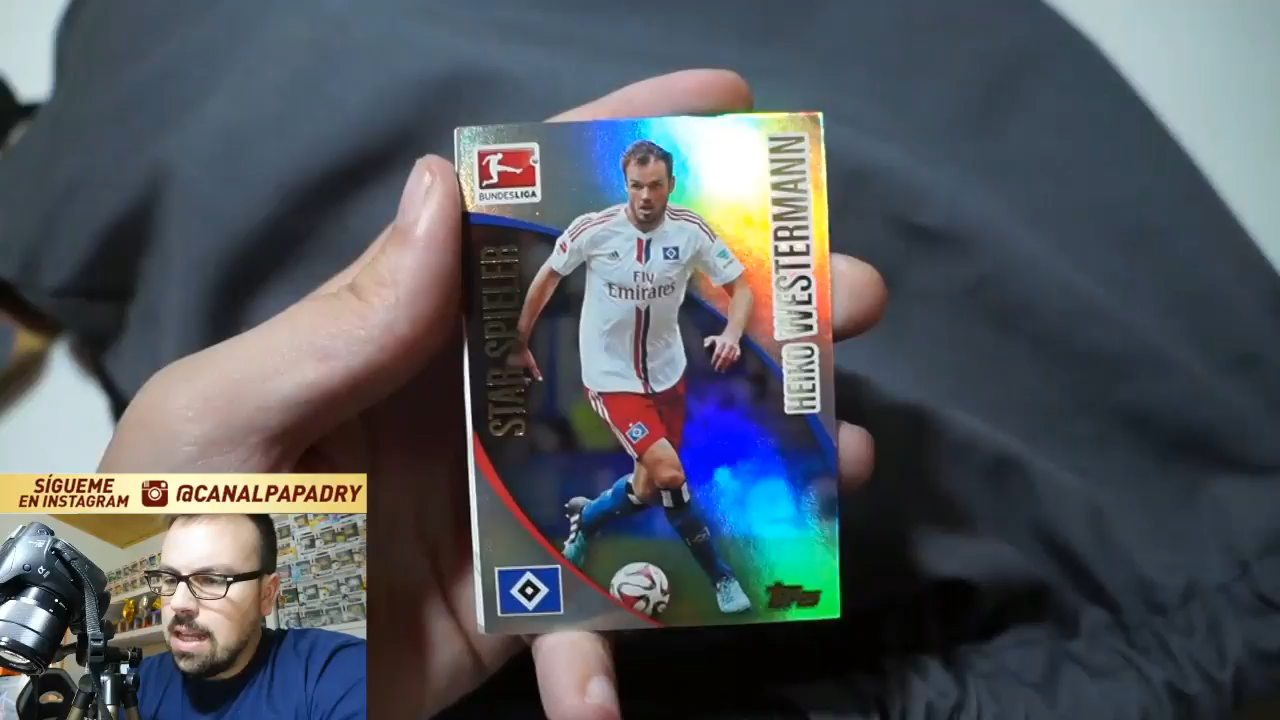 BUNDESLIGA
STAR SPIELER
HEIKO WESTERMANN
Fly
Emirates
Topps
SÍGUEME
EN INSTAGRAM
@CANALPAPADRY